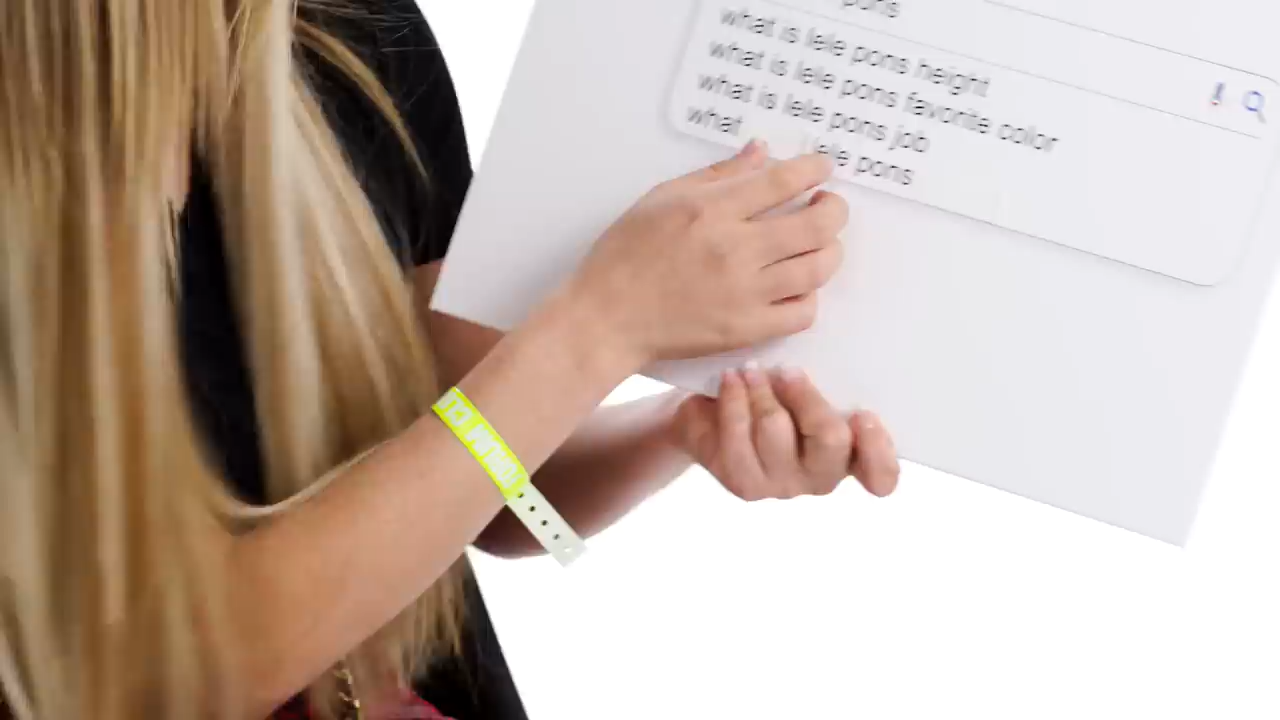 pons
what is lele pons height
what is lele pons favorite color
what is lele pons job
what lele pons